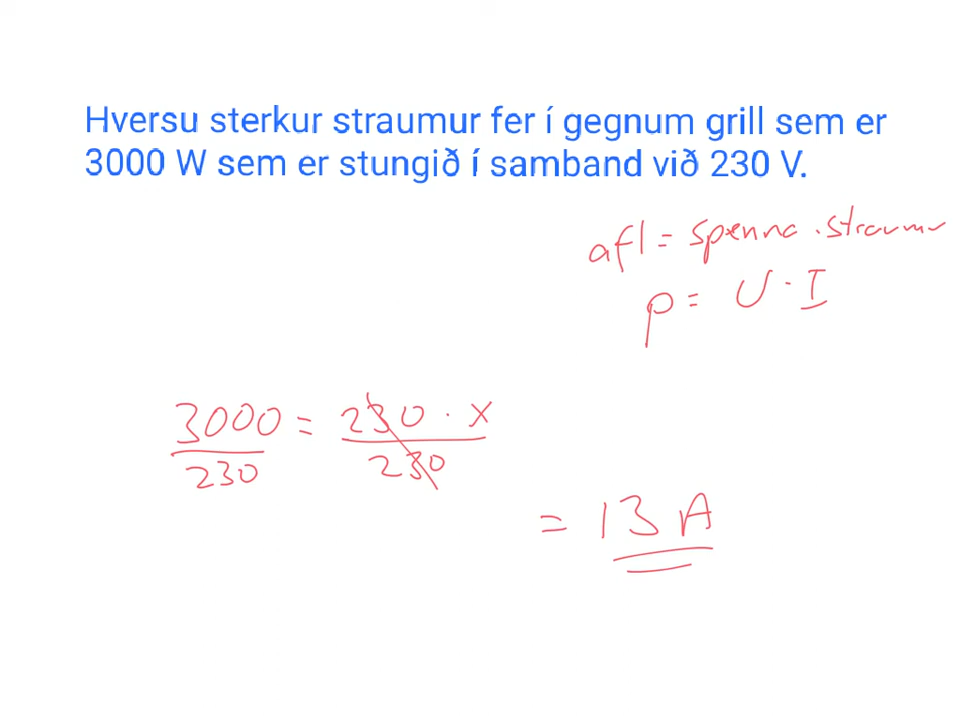 Hversu sterkur straumur fer í gegnum grill sem er
3000 W sem er stungið í samband við 230 V.
afl = spenna . straumur
p = U · I
3000 = 230 · x
230 230
= 13 A